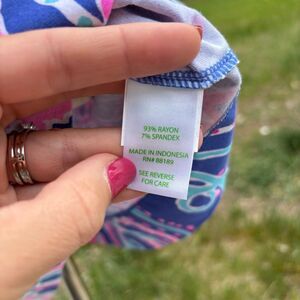 93% RAYON
7% SPANDEX
MADE IN INDONESIA
RN# 88189
SEE REVERSE
FOR CARE